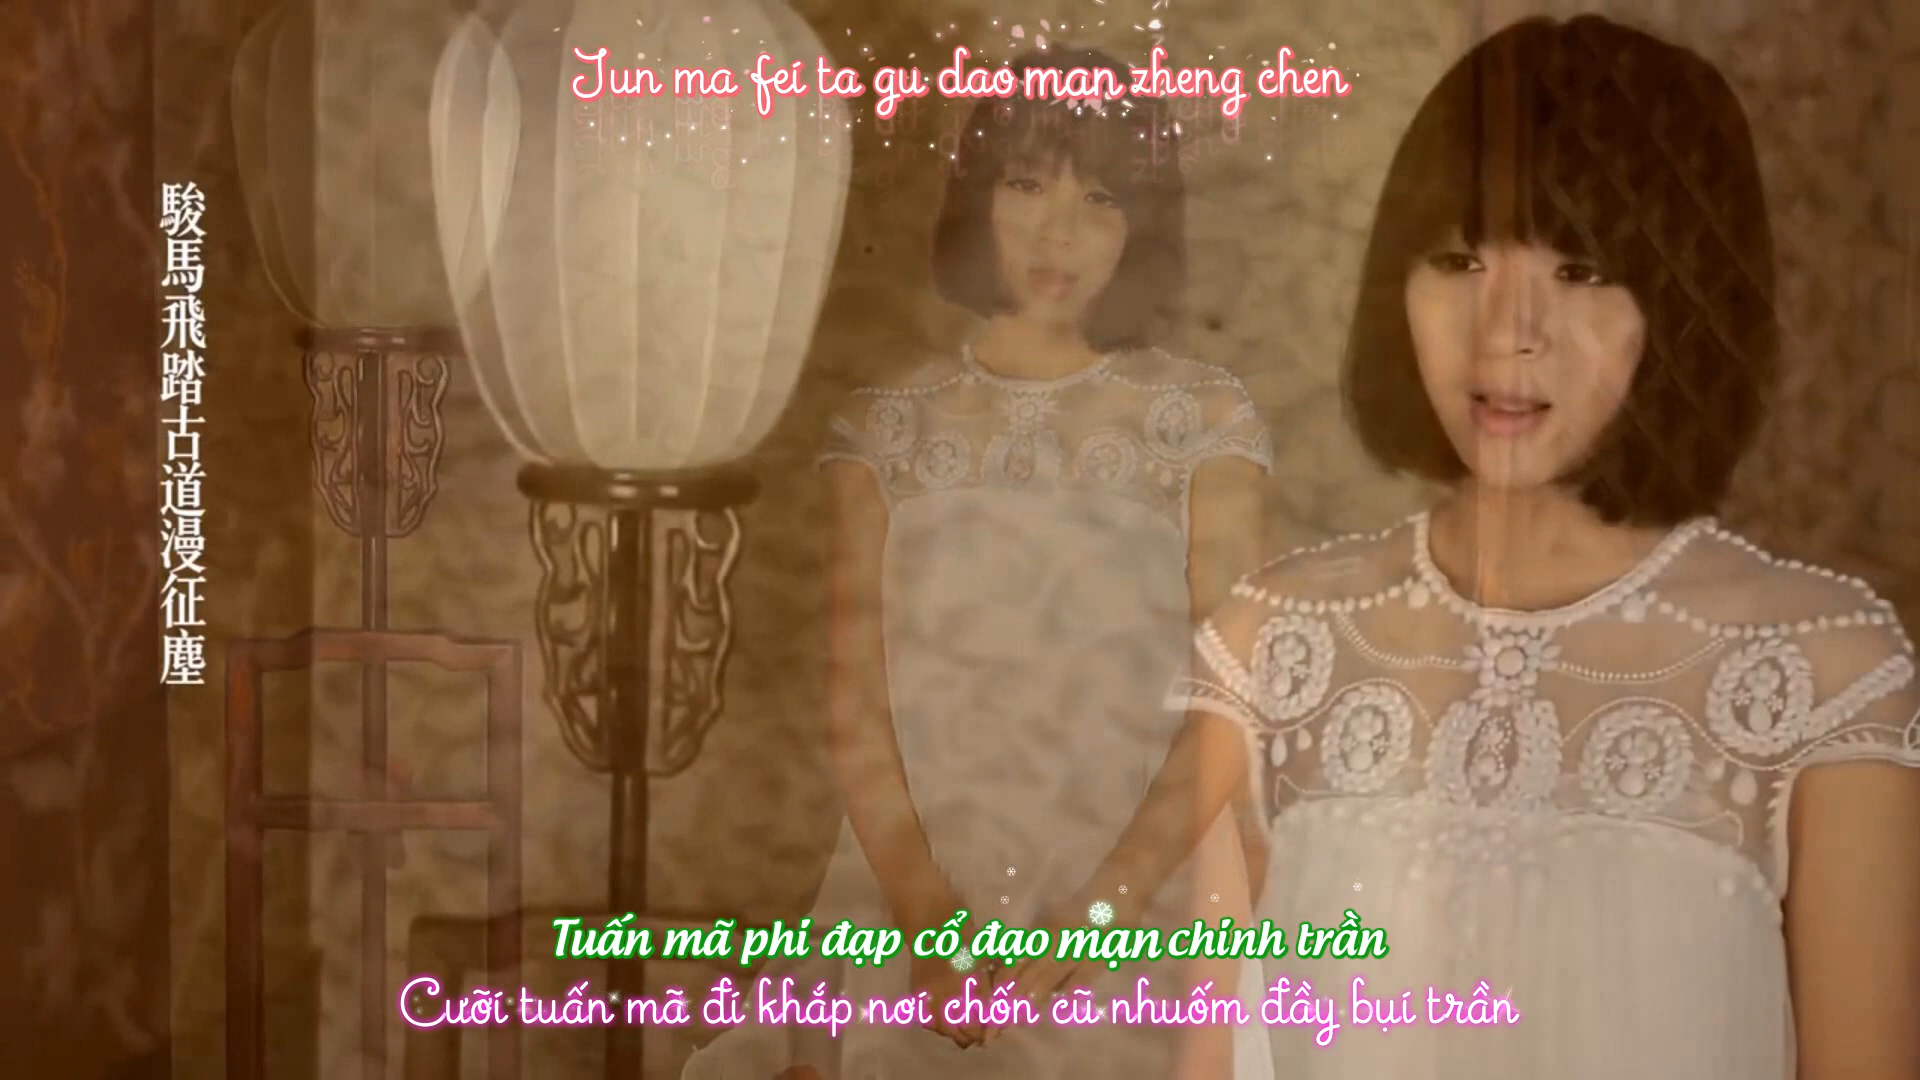 Jun ma fei ta gu dao man zheng chen
駿馬飛踏古道漫征塵
Tuấn mã phi đạp cổ đạo mạn chinh trần
Cưỡi tuấn mã đi khắp nơi chốn cũ nhuốm đầy bụi trần